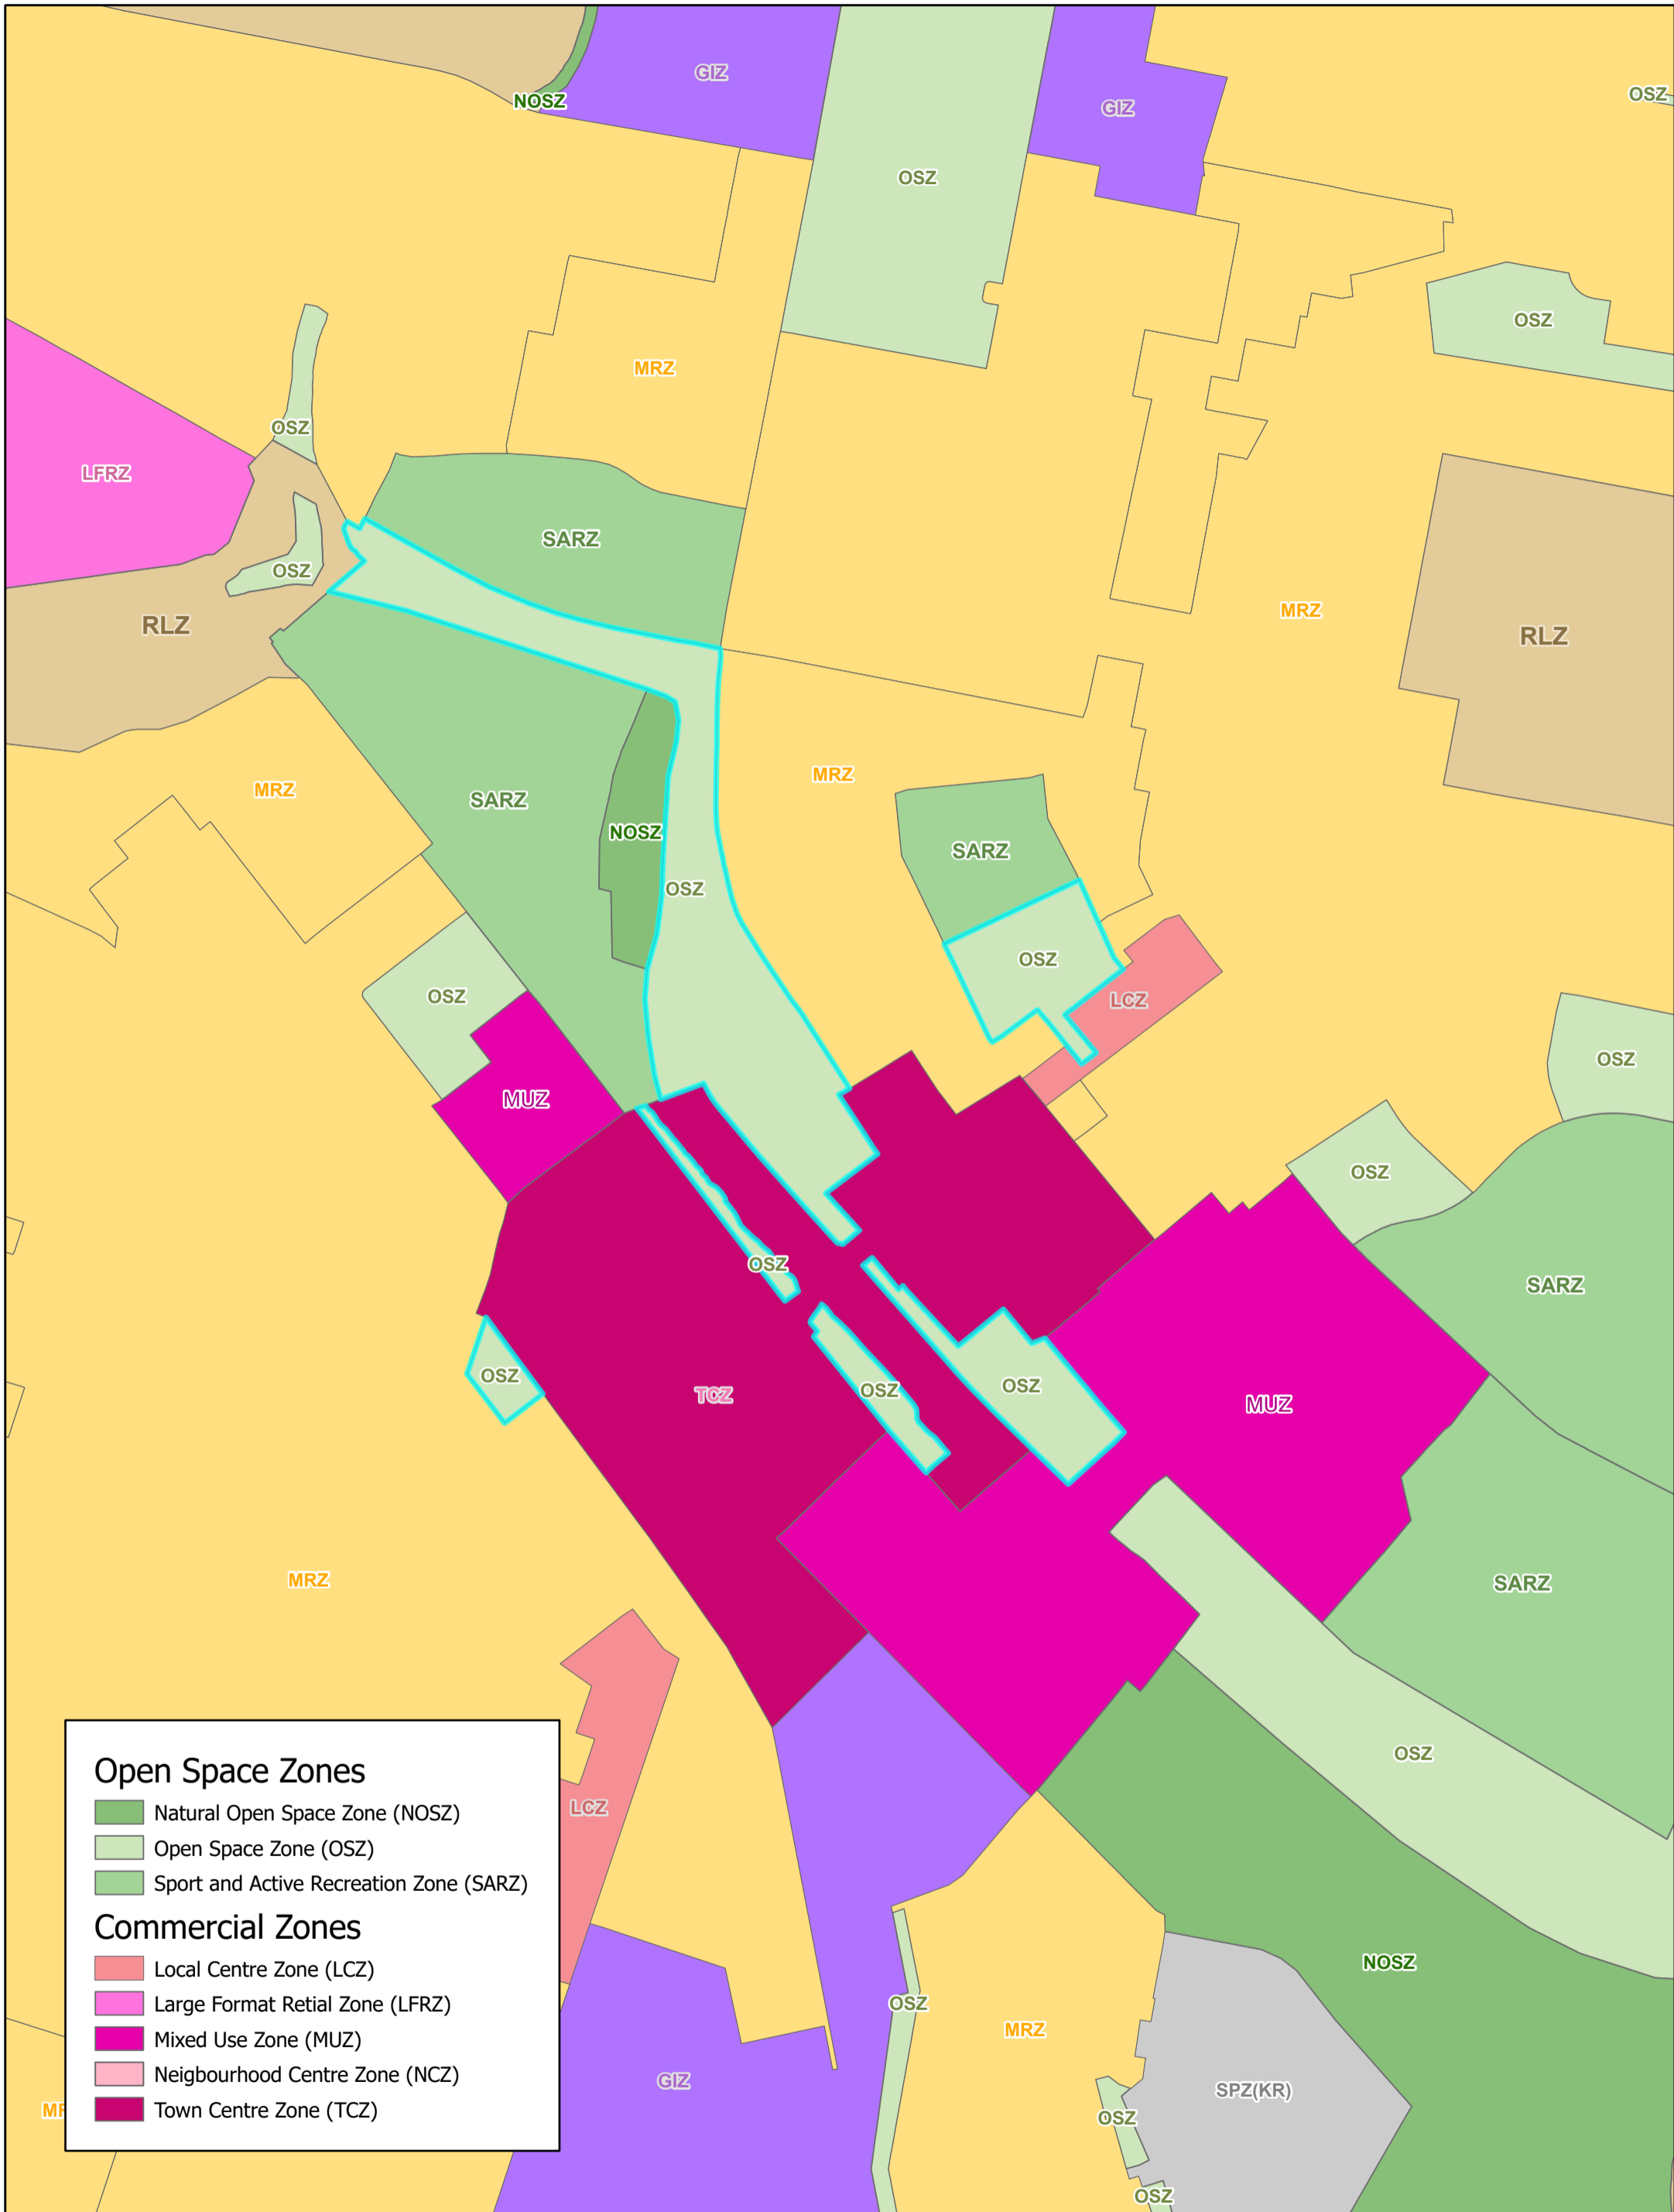 GIZ
NOSZ
GIZ
OSZ
OSZ
OSZ
MRZ
OSZ
LFRZ
SARZ
OSZ
RLZ
MRZ
RLZ
MRZ
MRZ
SARZ
NOSZ
SARZ
OSZ
OSZ
OSZ
LCZ
OSZ
MUZ
OSZ
OSZ
SARZ
OSZ
OSZ
OSZ
TCZ
OSZ
MUZ
MRZ
SARZ
OSZ
LCZ
NOSZ
OSZ
MRZ
GIZ
SPZ(KR)
OSZ
OSZ
Open Space Zones
Natural Open Space Zone (NOSZ)
Open Space Zone (OSZ)
Sport and Active Recreation Zone (SARZ)
Commercial Zones
Local Centre Zone (LCZ)
Large Format Retial Zone (LFRZ)
Mixed Use Zone (MUZ)
Neigbourhood Centre Zone (NCZ)
Town Centre Zone (TCZ)